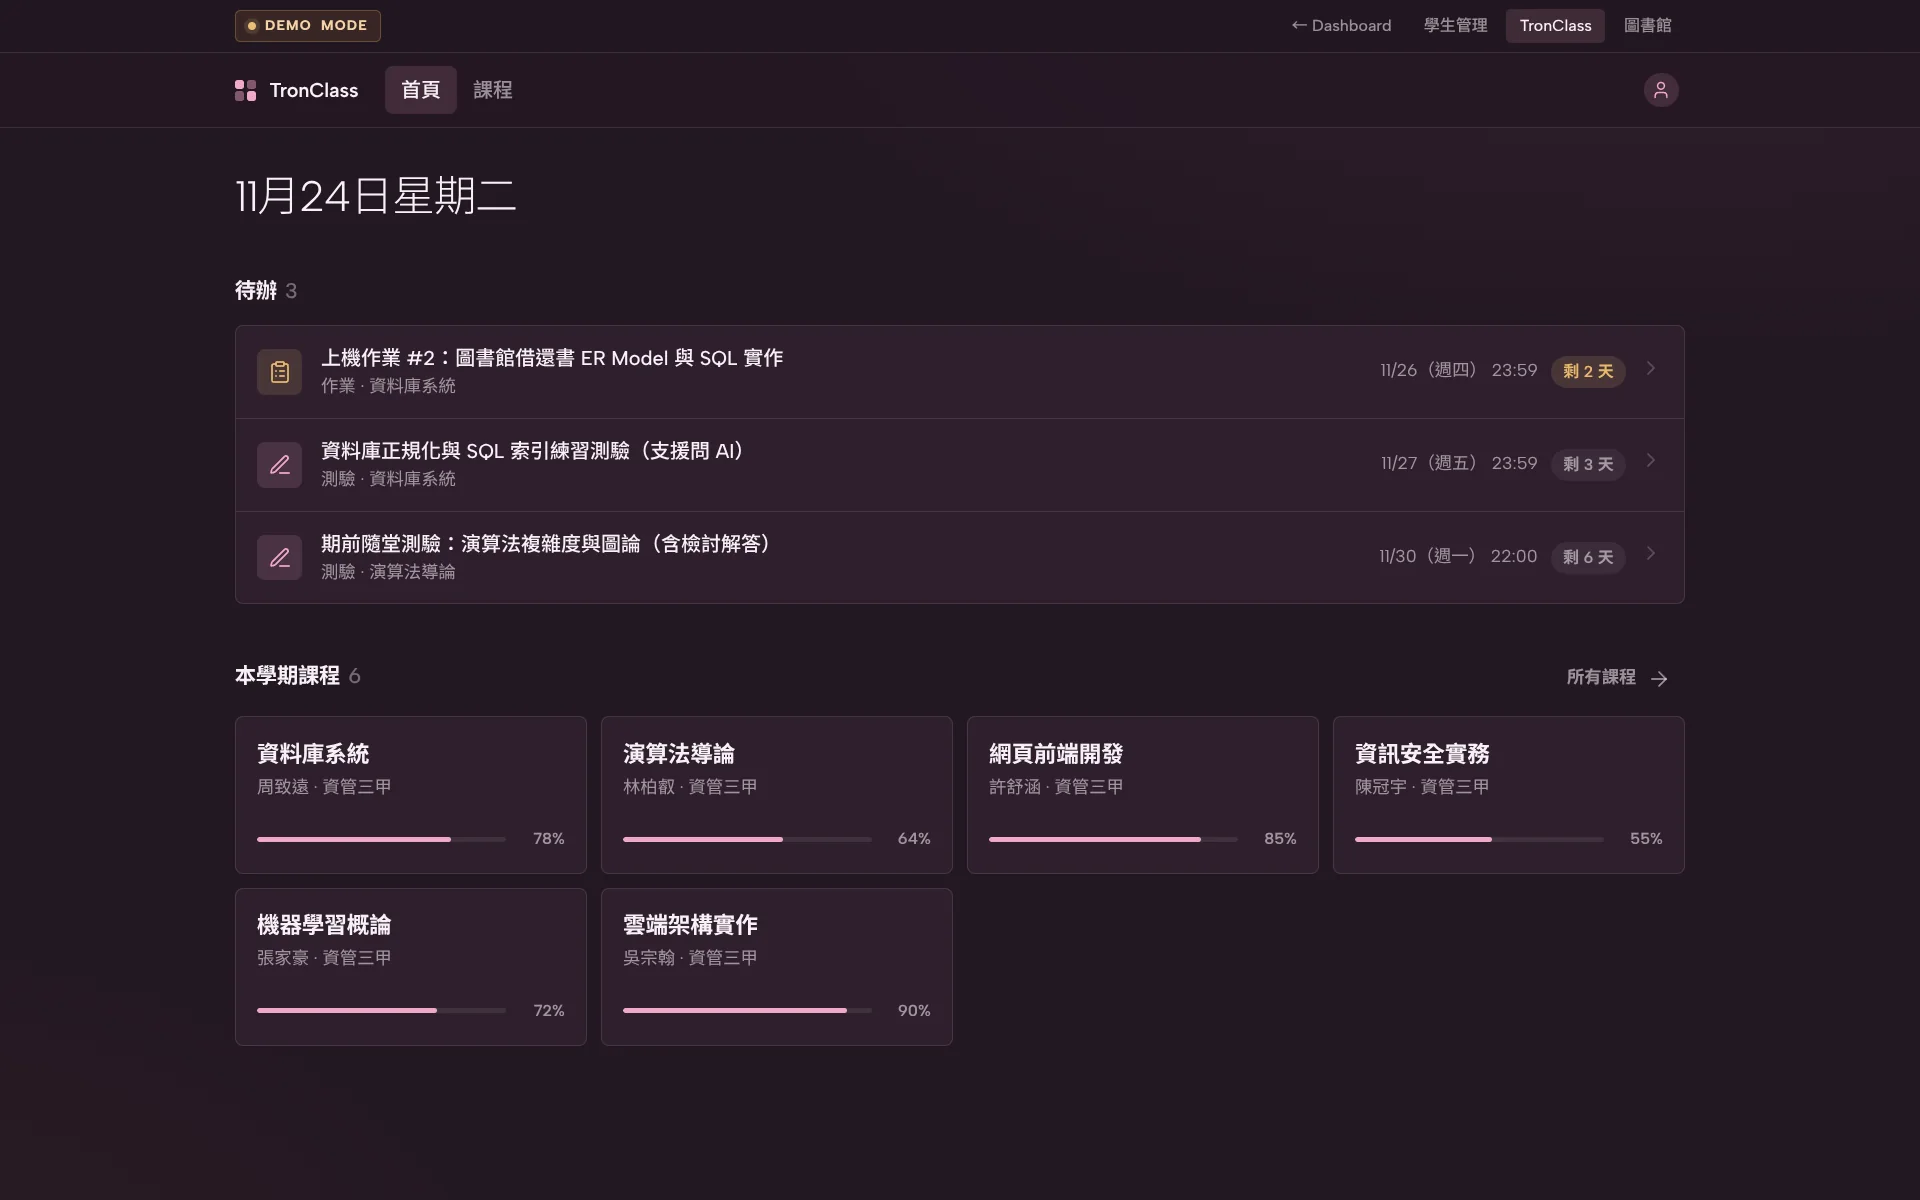 DEMO MODE
← Dashboard 學生管理 TronClass 圖書館
TronClass 首頁 課程
11月24日星期二
待辦 3
上機作業 #2：圖書館借還書 ER Model 與 SQL 實作
作業 · 資料庫系統
11/26（週四） 23:59 剩 2 天
資料庫正規化與 SQL 索引練習測驗（支援問 AI）
測驗 · 資料庫系統
11/27（週五） 23:59 剩 3 天
期前隨堂測驗：演算法複雜度與圖論（含檢討解答）
測驗 · 演算法導論
11/30（週一） 22:00 剩 6 天
本學期課程 6
所有課程 →
資料庫系統
周致遠 · 資管三甲
78%
演算法導論
林柏叡 · 資管三甲
64%
網頁前端開發
許舒涵 · 資管三甲
85%
資訊安全實務
陳冠宇 · 資管三甲
55%
機器學習概論
張家豪 · 資管三甲
72%
雲端架構實作
吳宗翰 · 資管三甲
90%